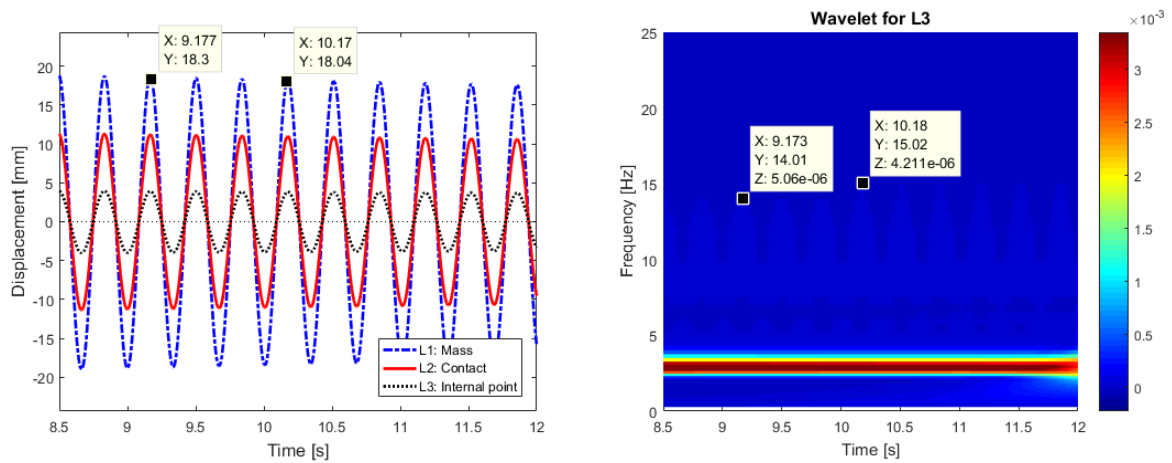 X: 9.177
Y: 18.3
X: 10.17
Y: 18.04
20
15
10
5
0
-5
-10
-15
-20
Displacement [mm]
L1: Mass
L2: Contact
L3: Internal point
8.5 9 9.5 10 10.5 11 11.5 12
Time [s]
Wavelet for L3
25
20
15
10
5
0
Frequency [Hz]
X: 9.173
Y: 14.01
Z: 5.06e-06
X: 10.18
Y: 15.02
Z: 4.211e-06
8.5 9 9.5 10 10.5 11 11.5 12
Time [s]
×10⁻³
3
2.5
2
1.5
1
0.5
0